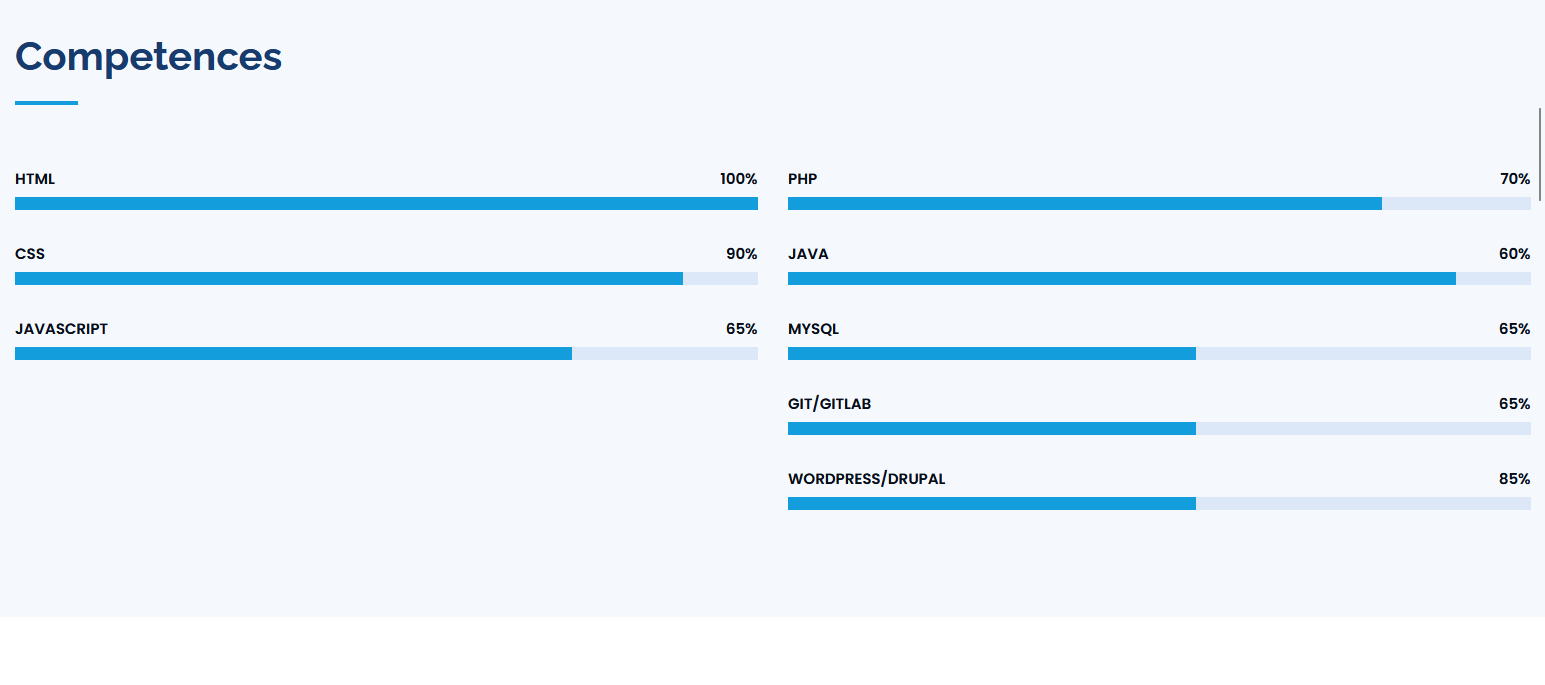 Competences
HTML 100%
CSS 90%
JAVASCRIPT 65%
PHP 70%
JAVA 60%
MYSQL 65%
GIT/GITLAB 65%
WORDPRESS/DRUPAL 85%